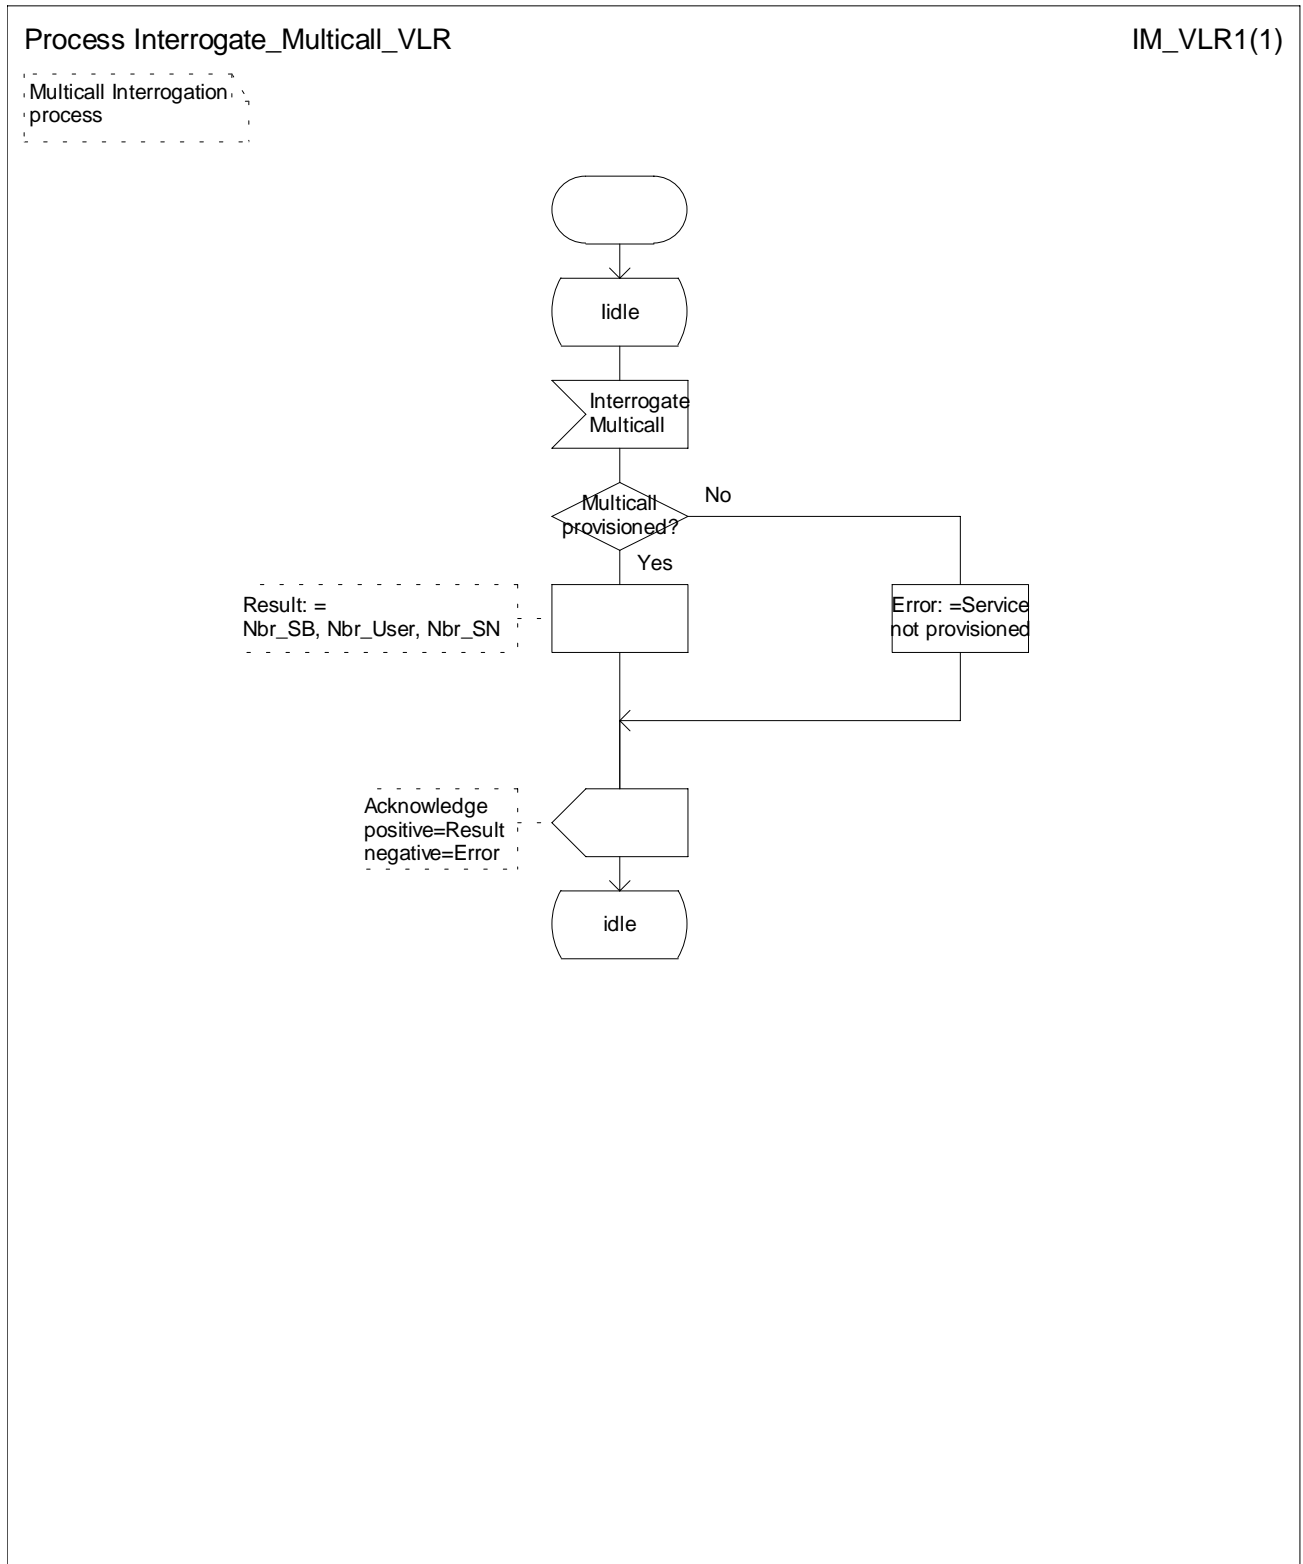 Process Interrogate_Multicall_VLR
IM_VLR1(1)
Multicall Interrogation
process
Iidle
Interrogate
Multicall
Multicall
provisioned?
No
Yes
Result: =
Nbr_SB, Nbr_User, Nbr_SN
Error: =Service
not provisioned
Acknowledge
positive=Result
negative=Error
idle